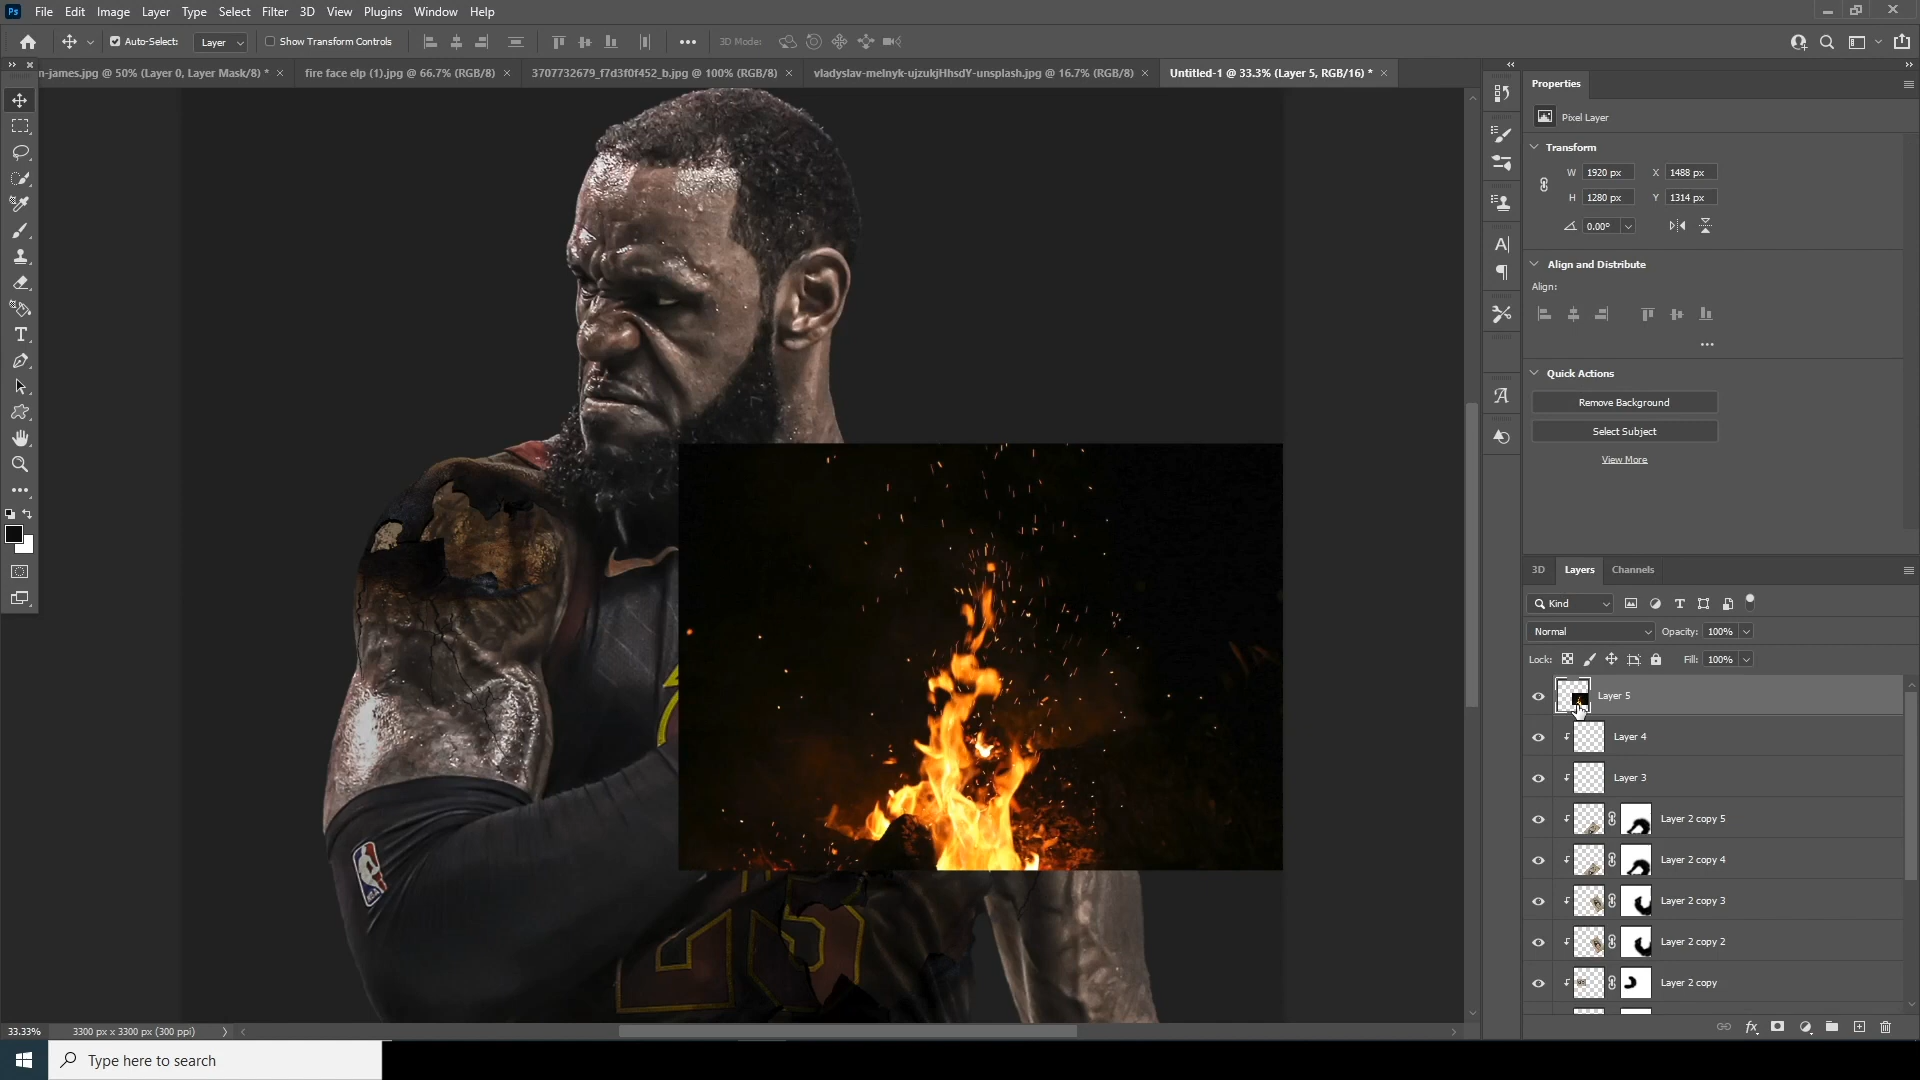 Ps File Edit Image Layer Type Select Filter 3D View Plugins Window Help
Auto-Select: Layer Show Transform Controls 3D Mode:
n-james.jpg @ 50% (Layer 0, Layer Mask/8) * fire face elp (1).jpg @ 66.7% (RGB/8) 3707732679_f7d3f0f452_b.jpg @ 100% (RGB/8) vladyslav-melnyk-ujzukjHhsdY-unsplash.jpg @ 16.7% (RGB/8) Untitled-1 @ 33.3% (Layer 5, RGB/16) *
Properties
Pixel Layer
Transform
W 1920 px X 1488 px
H 1280 px Y 1314 px
0.00°
Align and Distribute
Align:
Quick Actions
Remove Background
Select Subject
View More
3D Layers Channels
Kind
Normal Opacity: 100%
Lock: Fill: 100%
Layer 5
Layer 4
Layer 3
Layer 2 copy 5
Layer 2 copy 4
Layer 2 copy 3
Layer 2 copy 2
Layer 2 copy
fx
NBA
33.33% 3300 px x 3300 px (300 ppi)
Type here to search